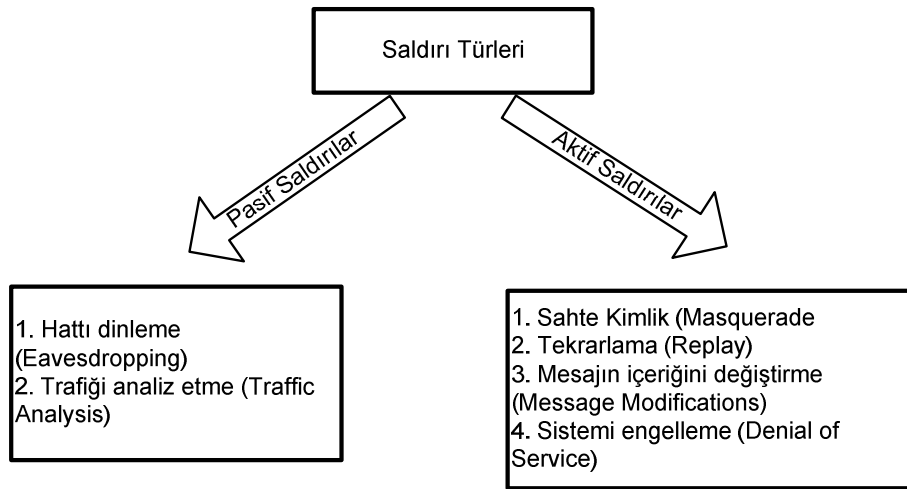 Saldırı Türleri
Pasif Saldırılar
Aktif Saldırılar
1. Hattı dinleme
(Eavesdropping)
2. Trafiği analiz etme (Traffic
Analysis)
1. Sahte Kimlik (Masquerade
2. Tekrarlama (Replay)
3. Mesajın içeriğini değiştirme
(Message Modifications)
4. Sistemi engelleme (Denial of
Service)